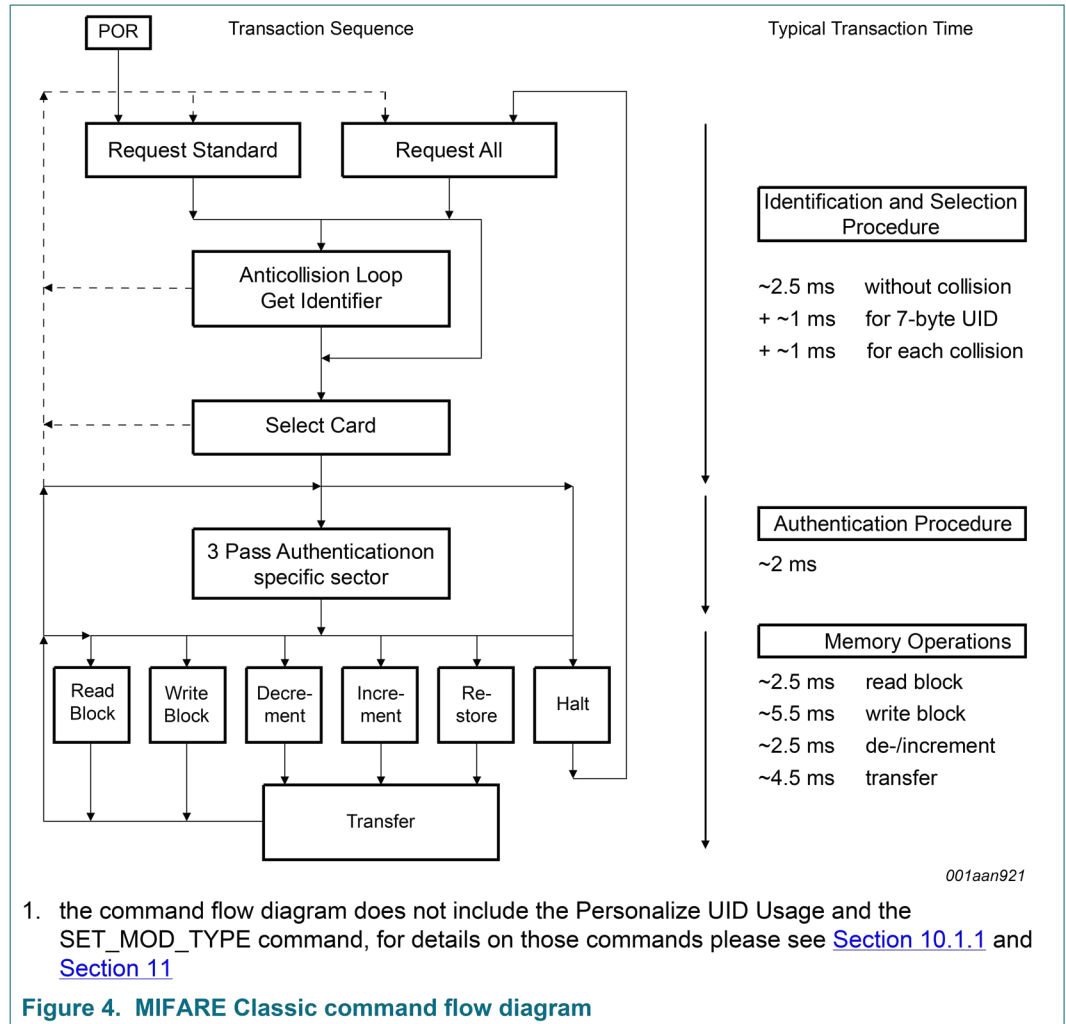 POR
Transaction Sequence
Typical Transaction Time
Request Standard
Request All
Identification and Selection
Procedure
Anticollision Loop
Get Identifier
~2.5 ms without collision
+ ~1 ms for 7-byte UID
+ ~1 ms for each collision
Select Card
Authentication Procedure
3 Pass Authenticationon
specific sector
~2 ms
Memory Operations
Read
Block
Write
Block
Decre-
ment
Incre-
ment
Re-
store
Halt
~2.5 ms read block
~5.5 ms write block
~2.5 ms de-/increment
~4.5 ms transfer
Transfer
001aan921
1. the command flow diagram does not include the Personalize UID Usage and the
SET_MOD_TYPE command, for details on those commands please see Section 10.1.1 and
Section 11
Figure 4. MIFARE Classic command flow diagram